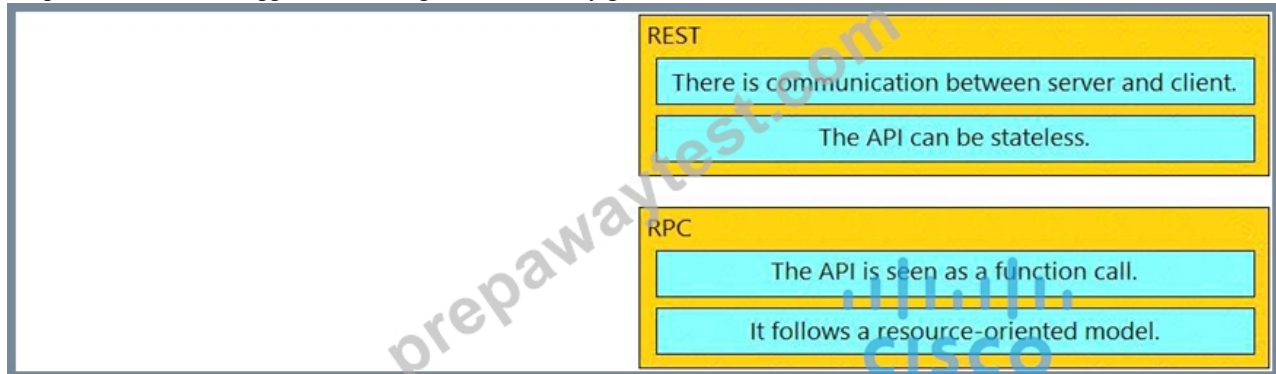 REST
There is communication between server and client.
The API can be stateless.
RPC
The API is seen as a function call.
It follows a resource-oriented model.
prepawaytest.com
CISCO